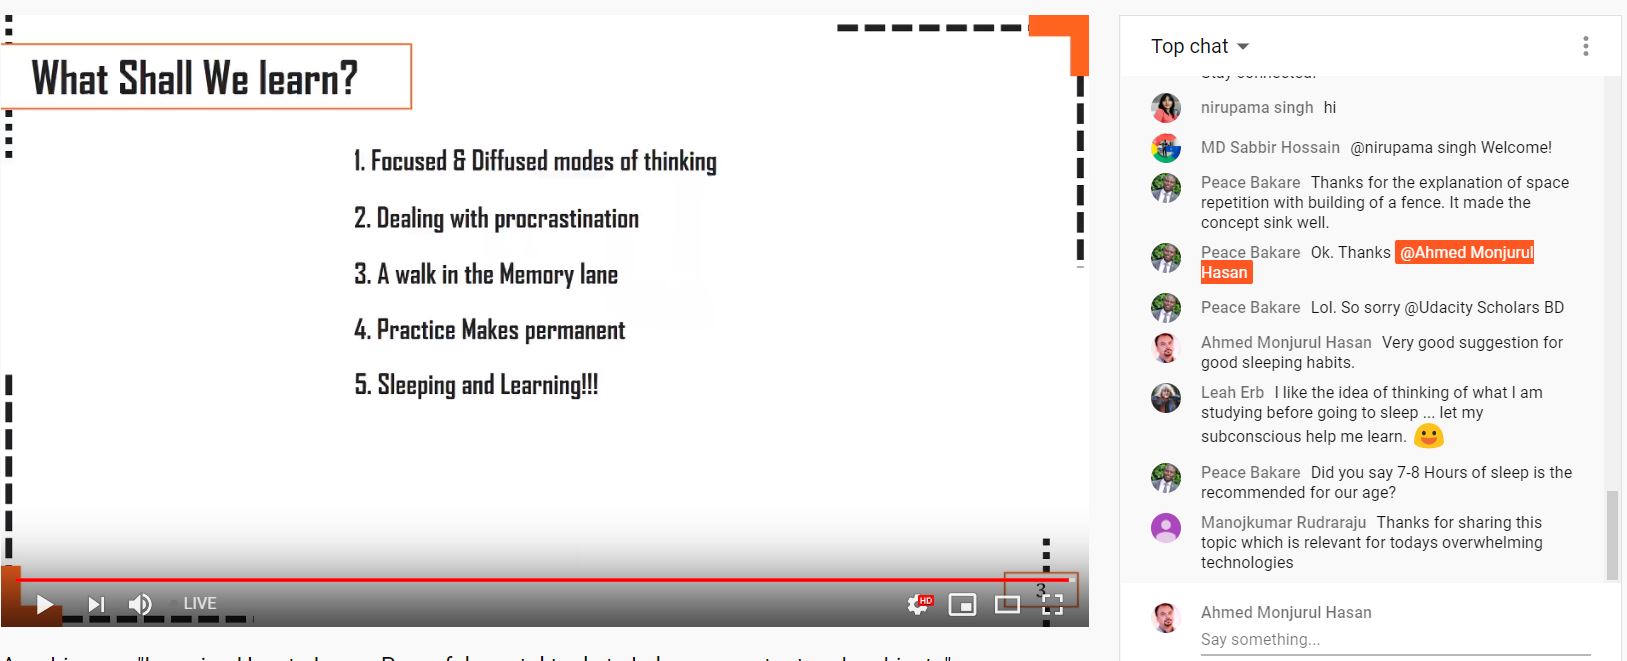 What Shall We learn?
1. Focused & Diffused modes of thinking
2. Dealing with procrastination
3. A walk in the Memory lane
4. Practice Makes permanent
5. Sleeping and Learning!!!
3
LIVE
HD
Top chat
Stay connected!
nirupama singh hi
MD Sabbir Hossain @nirupama singh Welcome!
Peace Bakare Thanks for the explanation of space
repetition with building of a fence. It made the
concept sink well.
Peace Bakare Ok. Thanks @Ahmed Monjurul
Hasan
Peace Bakare Lol. So sorry @Udacity Scholars BD
Ahmed Monjurul Hasan Very good suggestion for
good sleeping habits.
Leah Erb I like the idea of thinking of what I am
studying before going to sleep ... let my
subconscious help me learn.
Peace Bakare Did you say 7-8 Hours of sleep is the
recommended for our age?
Manojkumar Rudraraju Thanks for sharing this
topic which is relevant for todays overwhelming
technologies
Ahmed Monjurul Hasan
Say something...